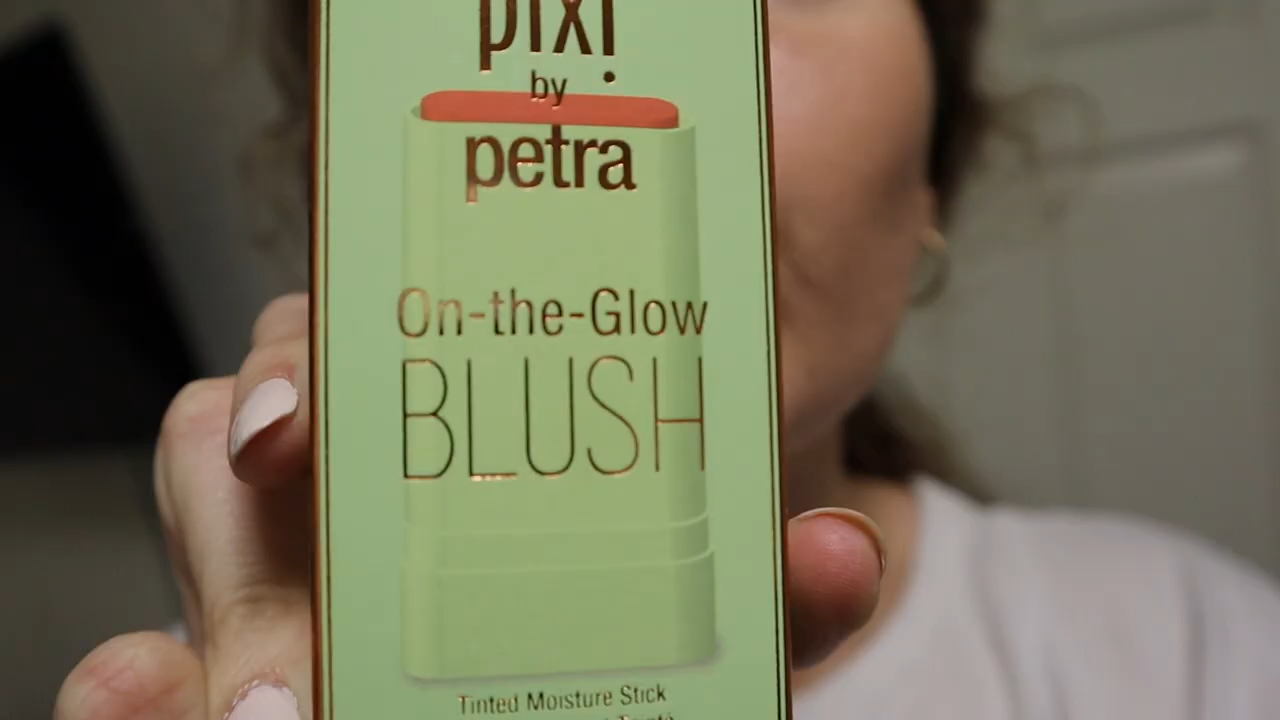 pixi
by
petra
On-the-Glow
BLUSH
Tinted Moisture Stick